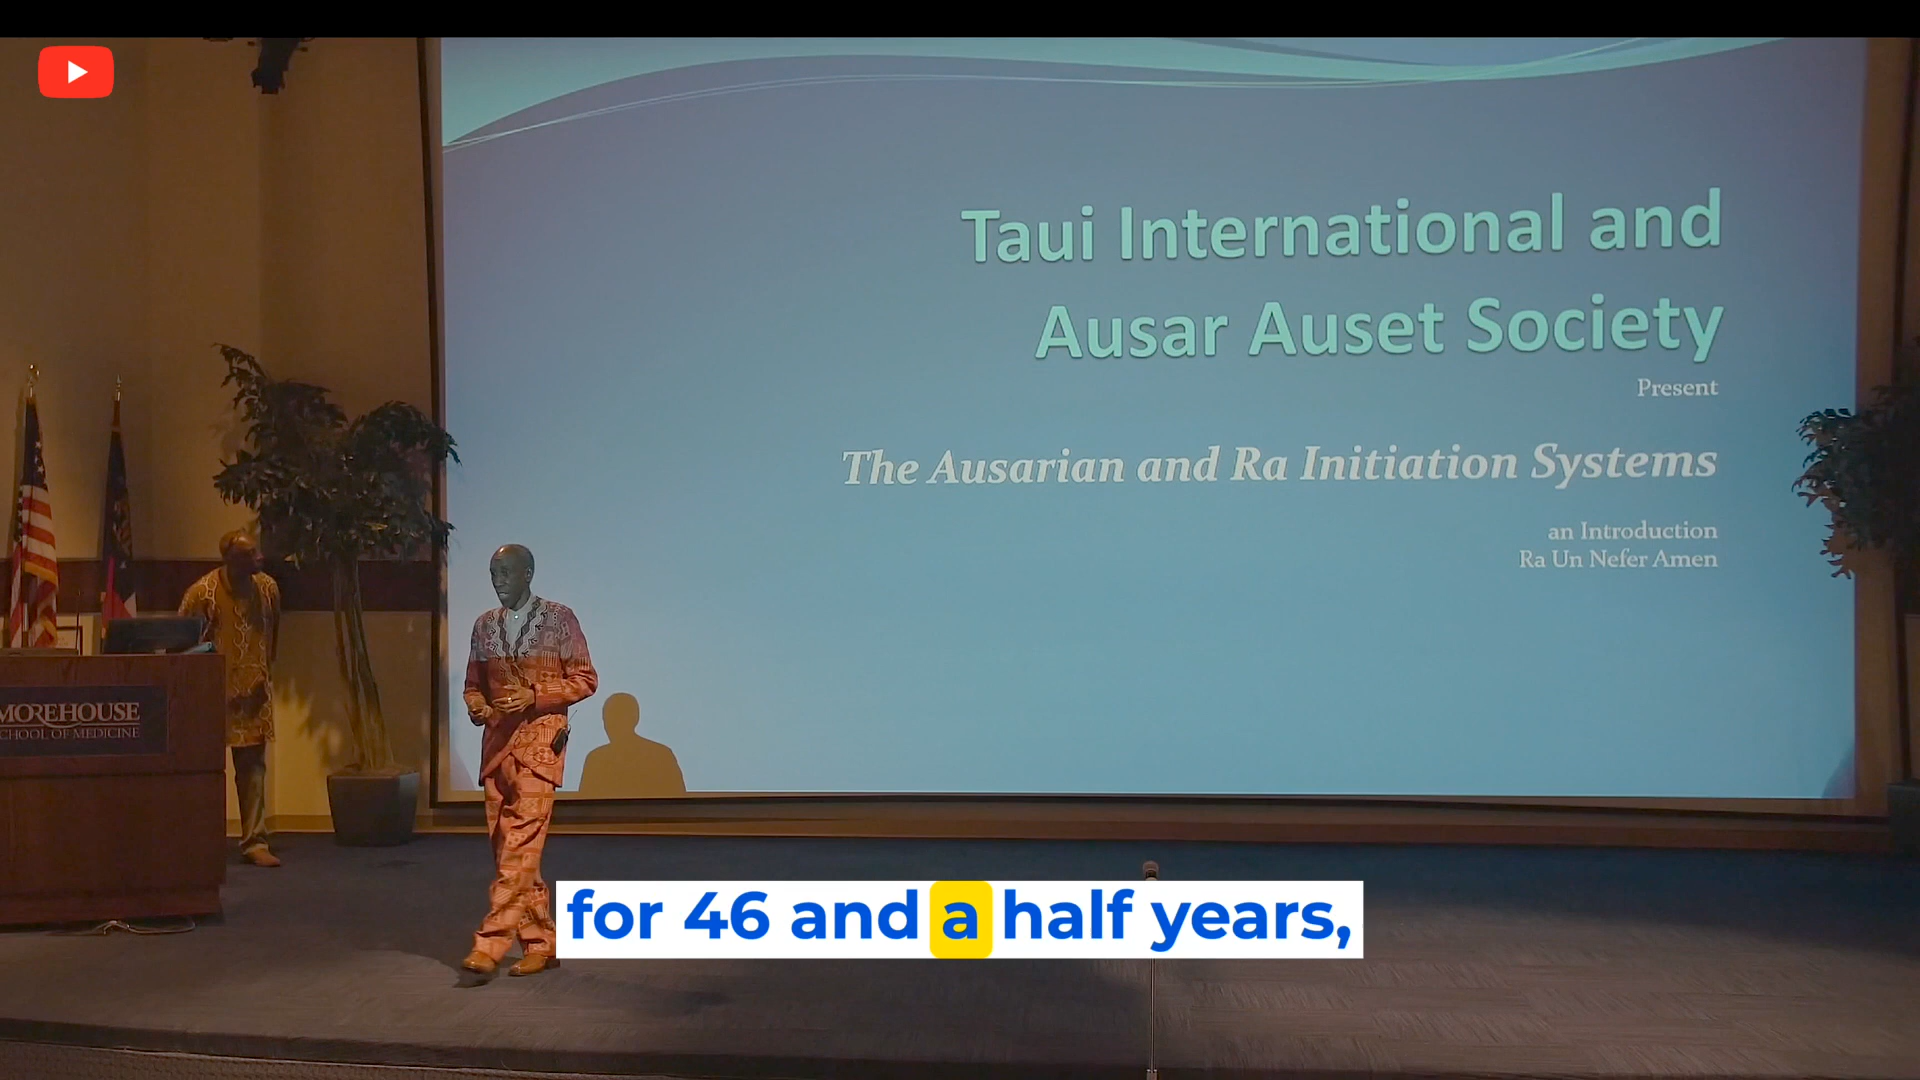 Taui International and
Ausar Auset Society
Present
The Ausarian and Ra Initiation Systems
an Introduction
Ra Un Nefer Amen
MOREHOUSE
SCHOOL OF MEDICINE
for 46 and a half years,